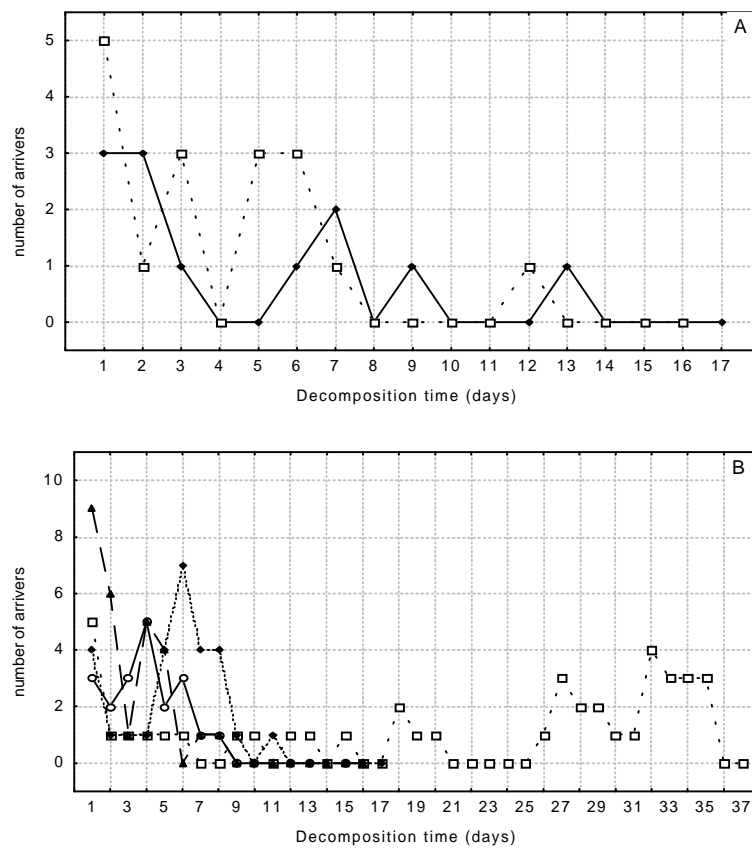 A
5
4
3
2
1
0
number of arrivers
1 2 3 4 5 6 7 8 9 10 11 12 13 14 15 16 17
Decomposition time (days)
B
10
8
6
4
2
0
number of arrivers
1 3 5 7 9 11 13 15 17 19 21 23 25 27 29 31 33 35 37
Decomposition time (days)